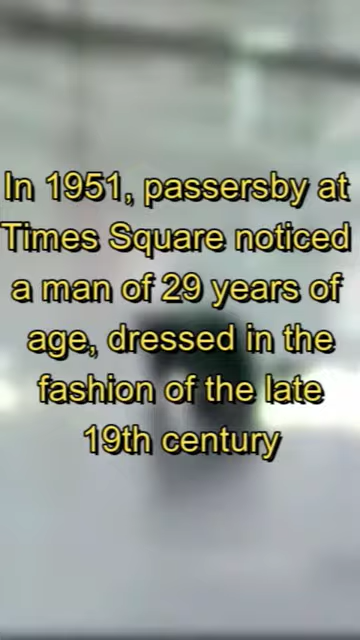 In 1951, passersby at
Times Square noticed
a man of 29 years of
age, dressed in the
fashion of the late
19th century